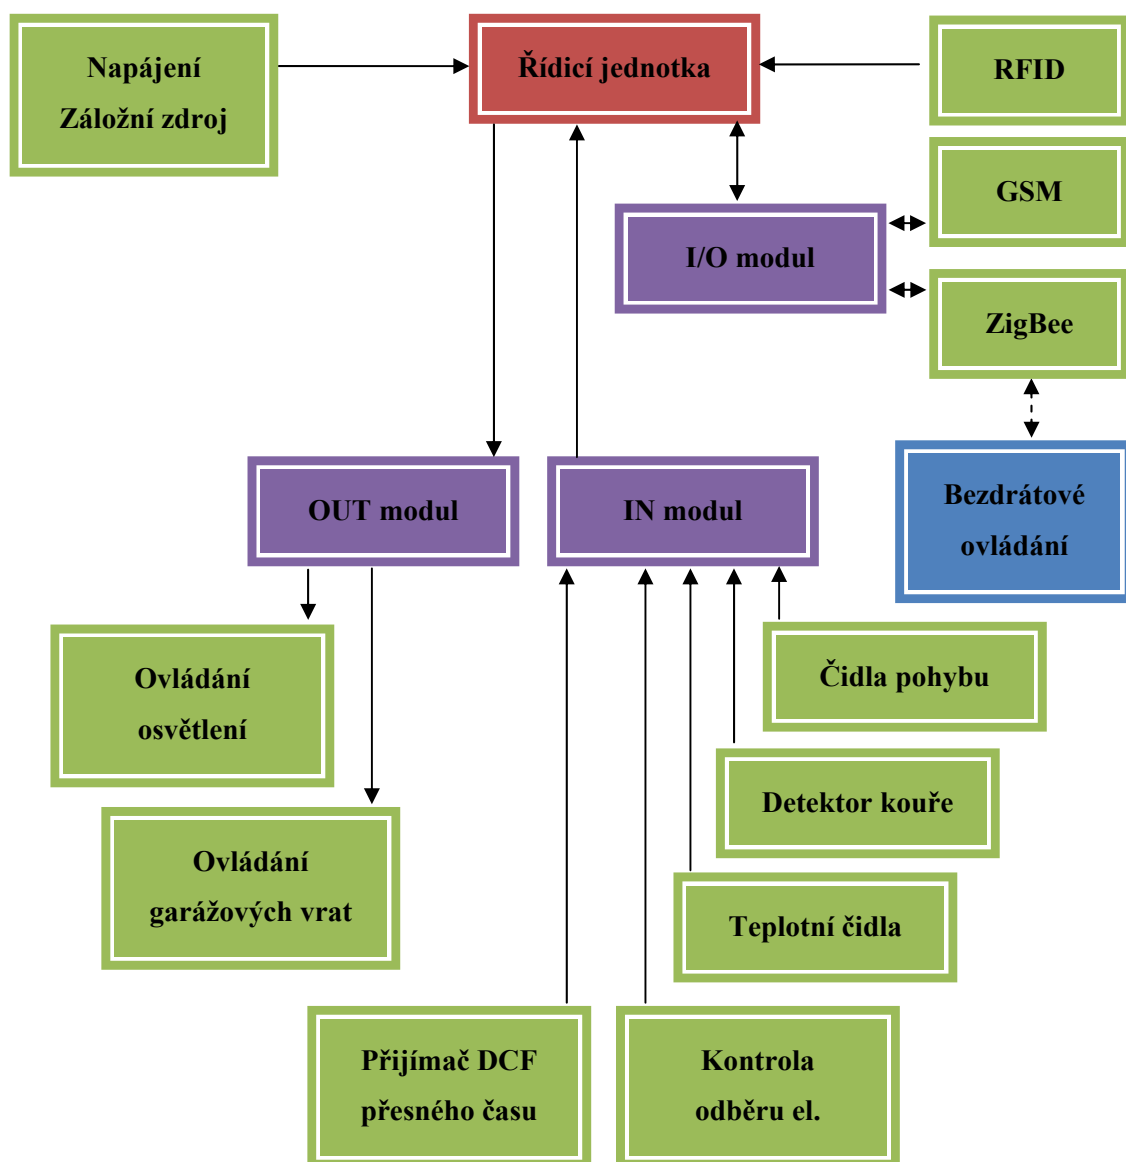 Napájení
Záložní zdroj
Řídicí jednotka
RFID
GSM
I/O modul
ZigBee
OUT modul
IN modul
Bezdrátové
ovládání
Ovládání
osvětlení
Čidla pohybu
Detektor kouře
Ovládání
garážových vrat
Teplotní čidla
Přijímač DCF
přesného času
Kontrola
odběru el.